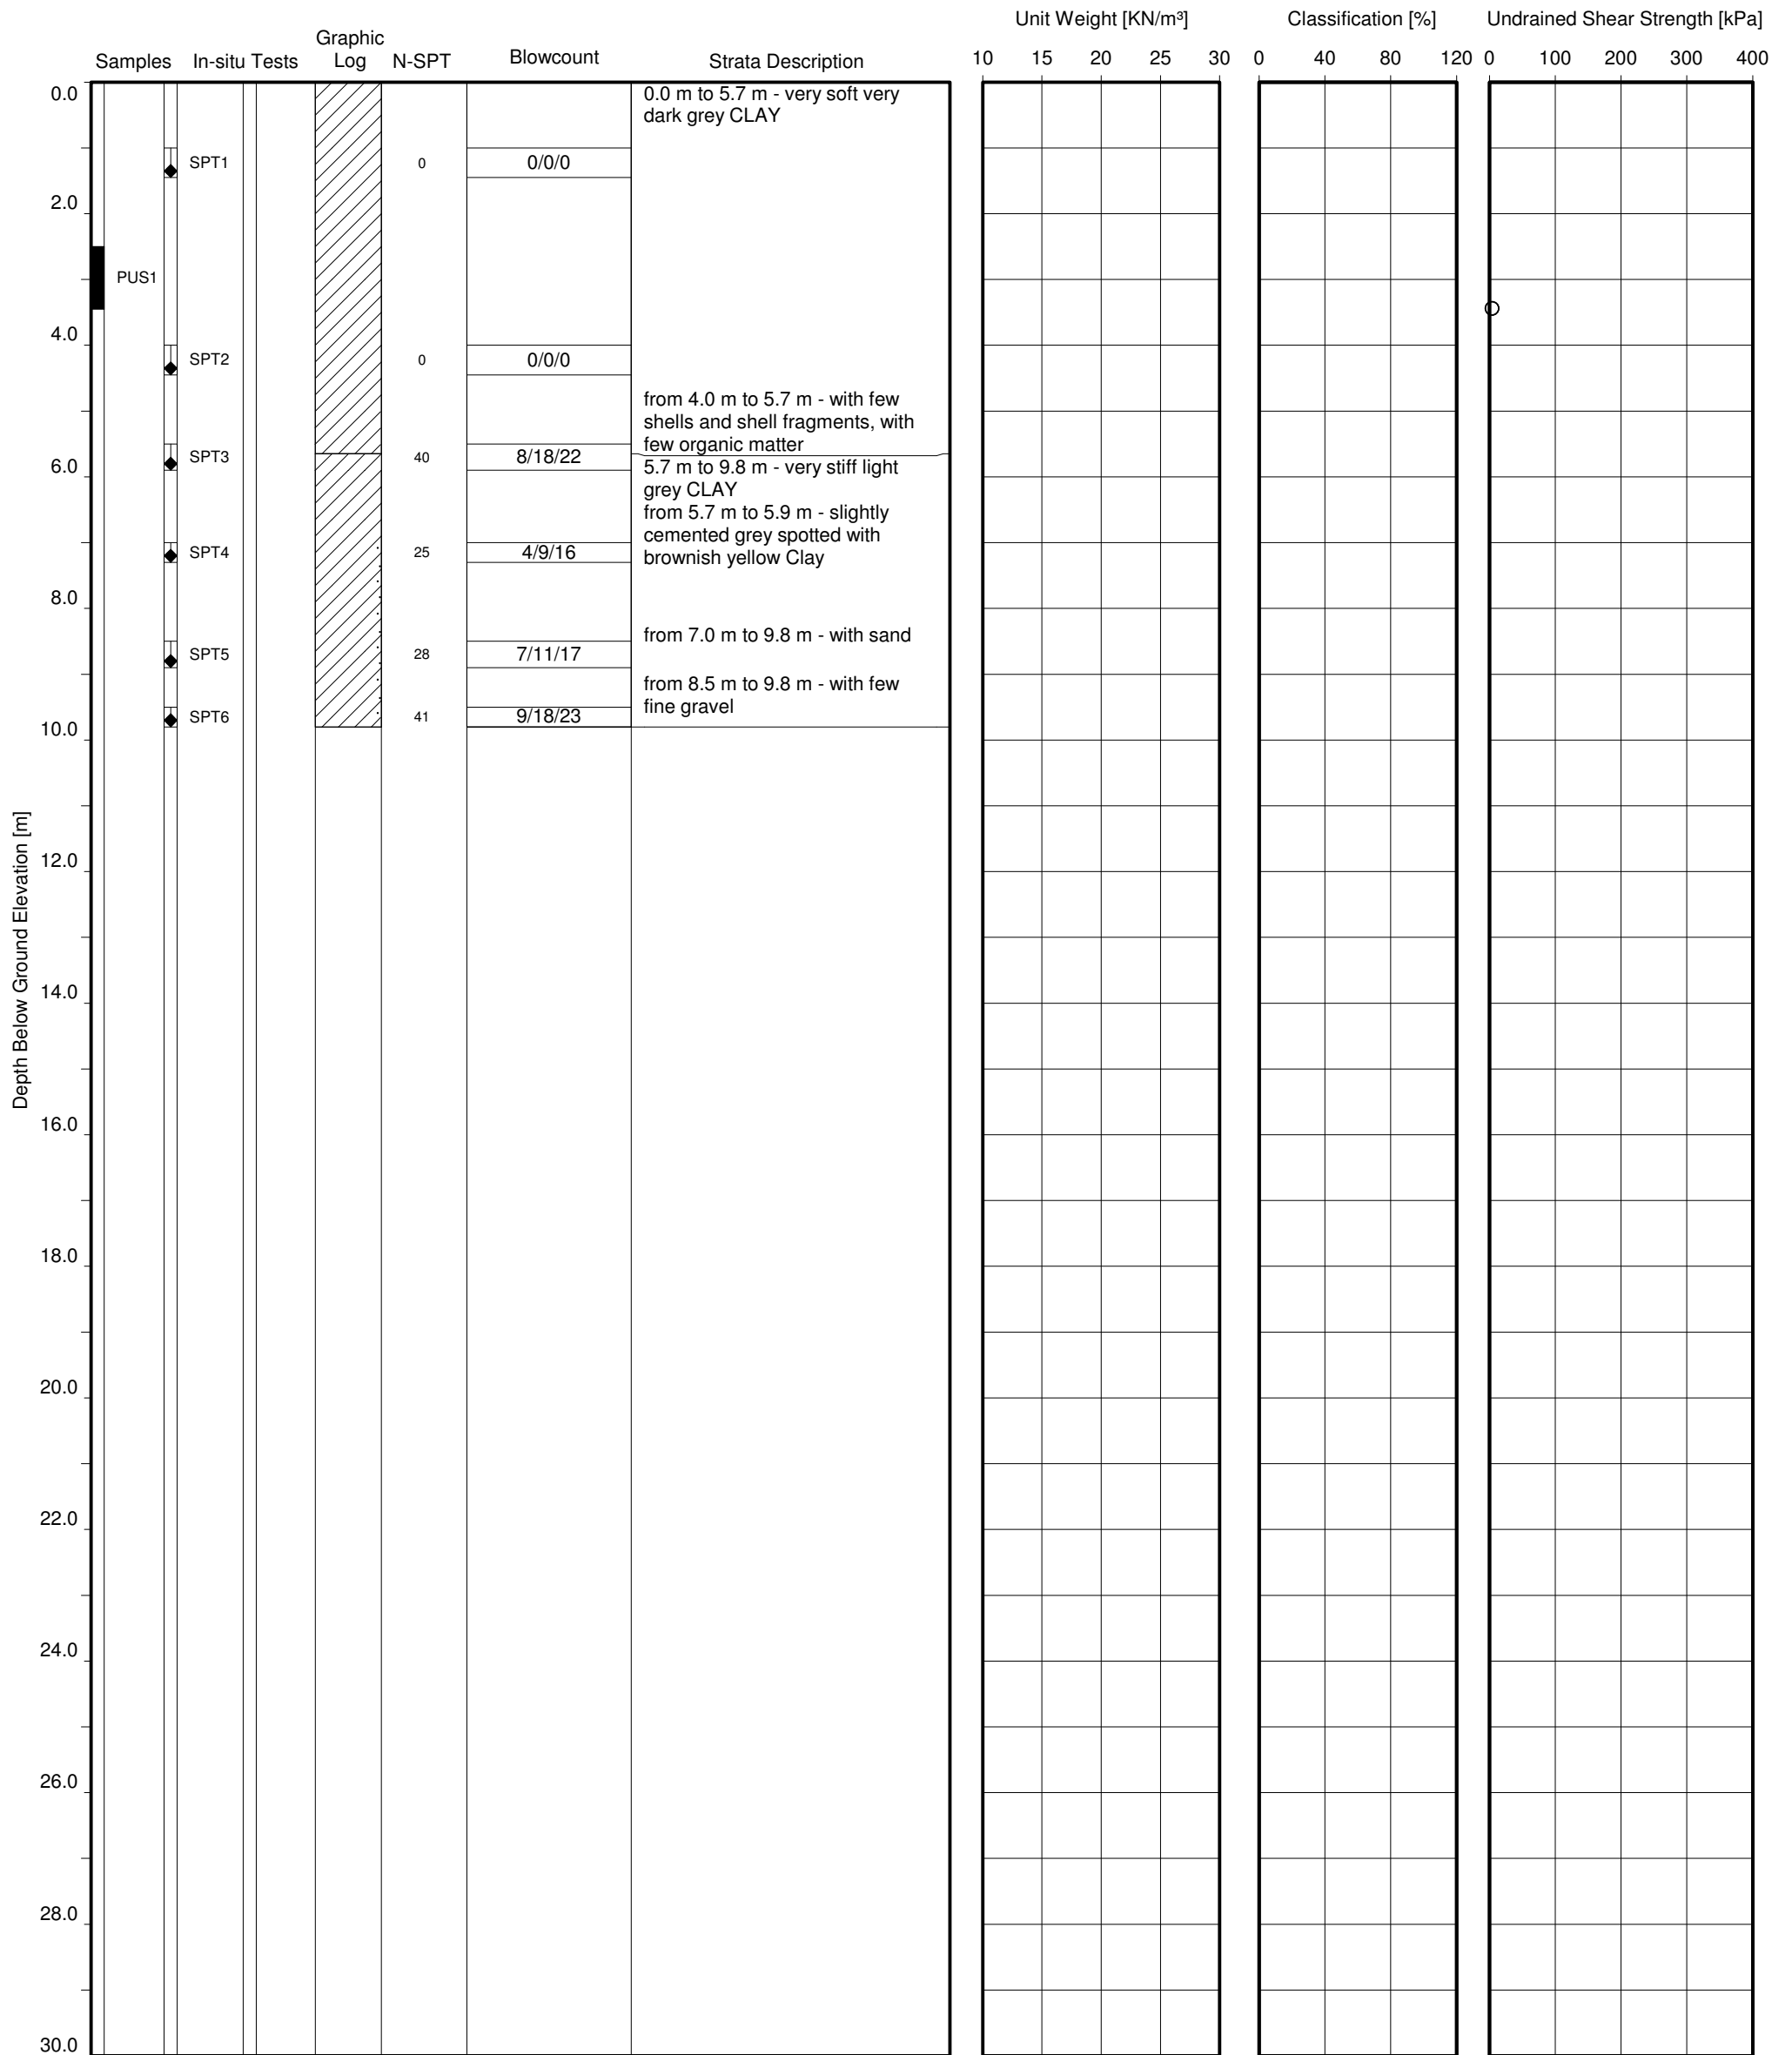 Unit Weight [KN/m³] Classification [%] Undrained Shear Strength [kPa]
Samples In-situ Tests Graphic Log N-SPT Blowcount Strata Description
10 15 20 25 30 0 40 80 120 0 100 200 300 400
0.0
0.0 m to 5.7 m - very soft very
dark grey CLAY
SPT1 0 0/0/0
2.0
PUS1
4.0
SPT2 0 0/0/0
from 4.0 m to 5.7 m - with few
shells and shell fragments, with
few organic matter
SPT3 40 8/18/22
6.0
5.7 m to 9.8 m - very stiff light
grey CLAY
from 5.7 m to 5.9 m - slightly
cemented grey spotted with
brownish yellow Clay
SPT4 25 4/9/16
8.0
from 7.0 m to 9.8 m - with sand
SPT5 28 7/11/17
from 8.5 m to 9.8 m - with few
fine gravel
SPT6 41 9/18/23
10.0
Depth Below Ground Elevation [m]
12.0
14.0
16.0
18.0
20.0
22.0
24.0
26.0
28.0
30.0